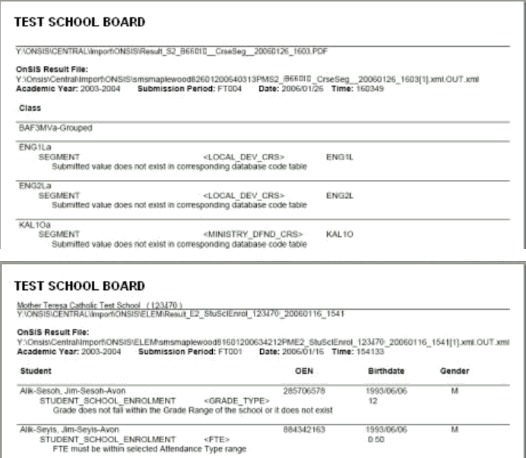 TEST SCHOOL BOARD
Y:\ONSIS\CENTRAL\Import\ONSIS\Result_S2_B66010__CrseSeg__20060126_1603.PDF
OnSIS Result File:
Y:\Onsis\Central\Import\ONSIS\smsmaplewood82601200640313PMS2_B66010_CrseSeg__20060126_1603[1].xml.OUT.xml
Academic Year: 2003-2004 Submission Period: FT004 Date: 2006/01/26 Time: 160349
Class
BAF3MVa-Grouped
ENG1La
SEGMENT <LOCAL_DEV_CRS> ENG1L
Submitted value does not exist in corresponding database code table
ENG2La
SEGMENT <LOCAL_DEV_CRS> ENG2L
Submitted value does not exist in corresponding database code table
KAL1Oa
SEGMENT <MINISTRY_DFND_CRS> KAL1O
Submitted value does not exist in corresponding database code table
TEST SCHOOL BOARD
Mother Teresa Catholic Test School (123470)
Y:\ONSIS\CENTRAL\Import\ONSIS\ELEM\Result_E2_StuSclEnrol_123470_20060116_1541
OnSIS Result File:
Y:\Onsis\Central\Import\ONSIS\ELEM\smsmaplewood81601200634212PME2_StuSclEnrol_123470_20060116_1541[1].xml.OUT.xml
Academic Year: 2003-2004 Submission Period: FT001 Date: 2006/01/16 Time: 154133
Student OEN Birthdate Gender
Alik-Sesoh, Jim-Sesoh-Avon 285706578 1993/06/06 M
STUDENT_SCHOOL_ENROLMENT <GRADE_TYPE> 12
Grade does not fall within the Grade Range of the school or it does not exist
Alik-Seyis, Jim-Seyis-Avon 884342163 1993/06/06 M
STUDENT_SCHOOL_ENROLMENT <FTE> 0.50
FTE must be within selected Attendance Type range